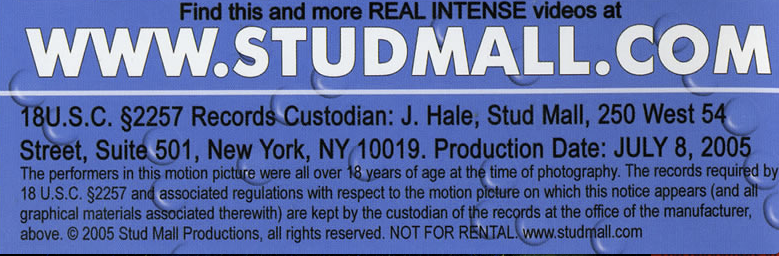 Find this and more REAL INTENSE videos at
WWW.STUDMALL.COM
18U.S.C. §2257 Records Custodian: J. Hale, Stud Mall, 250 West 54
Street, Suite 501, New York, NY 10019. Production Date: JULY 8, 2005
The performers in this motion picture were all over 18 years of age at the time of photography. The records required by
18 U.S.C. §2257 and associated regulations with respect to the motion picture on which this notice appears (and all
graphical materials associated therewith) are kept by the custodian of the records at the office of the manufacturer,
above. © 2005 Stud Mall Productions, all rights reserved. NOT FOR RENTAL. www.studmall.com